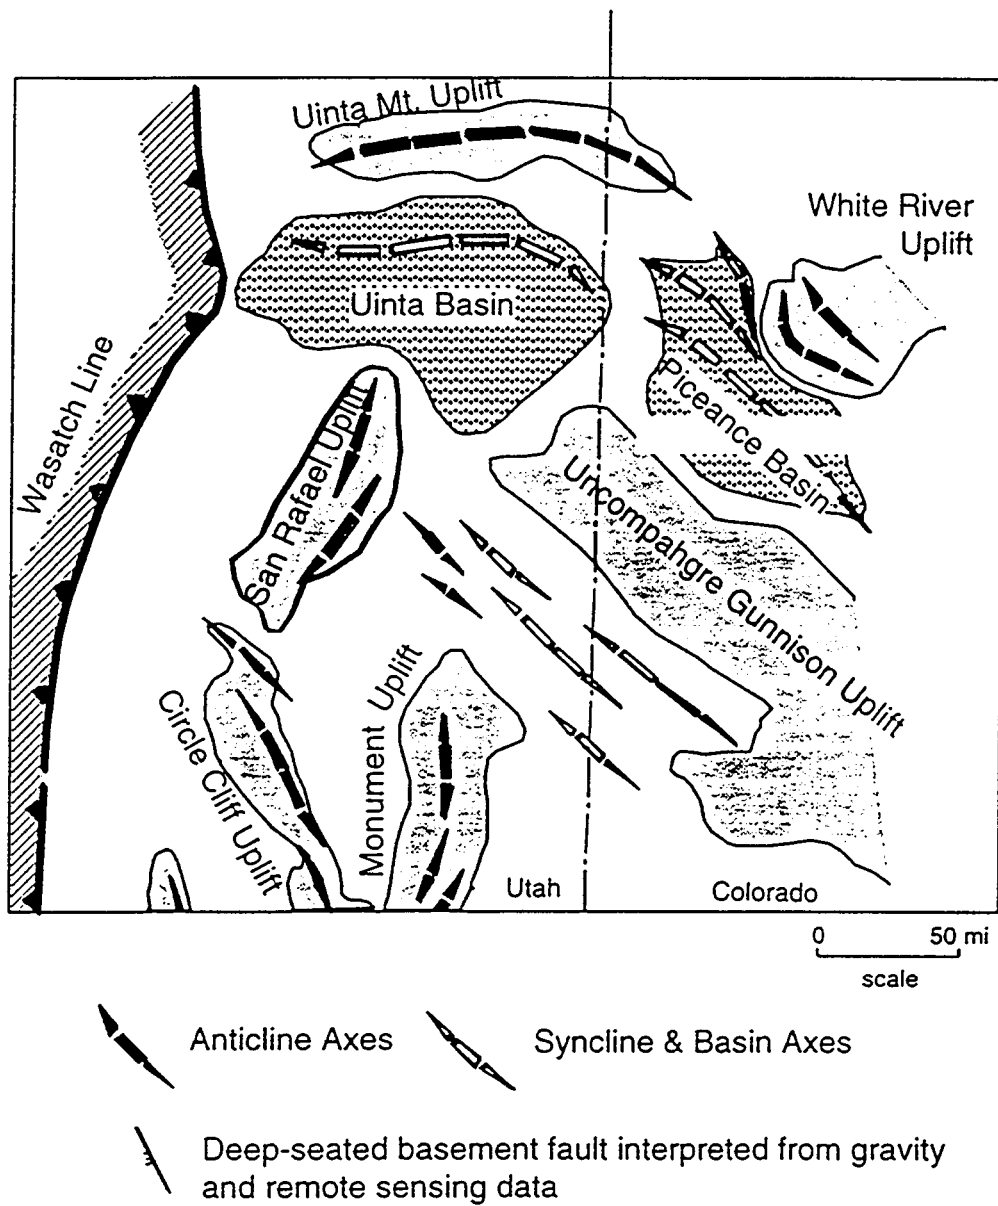 Uinta Mt. Uplift
White River
Uplift
Uinta Basin
Wasatch Line
Piceance Basin
San Rafael Uplift
Uncompahgre Gunnison Uplift
Circle Cliff Uplift
Monument Uplift
Utah
Colorado
0 50 mi
scale
Anticline Axes
Syncline & Basin Axes
Deep-seated basement fault interpreted from gravity
and remote sensing data